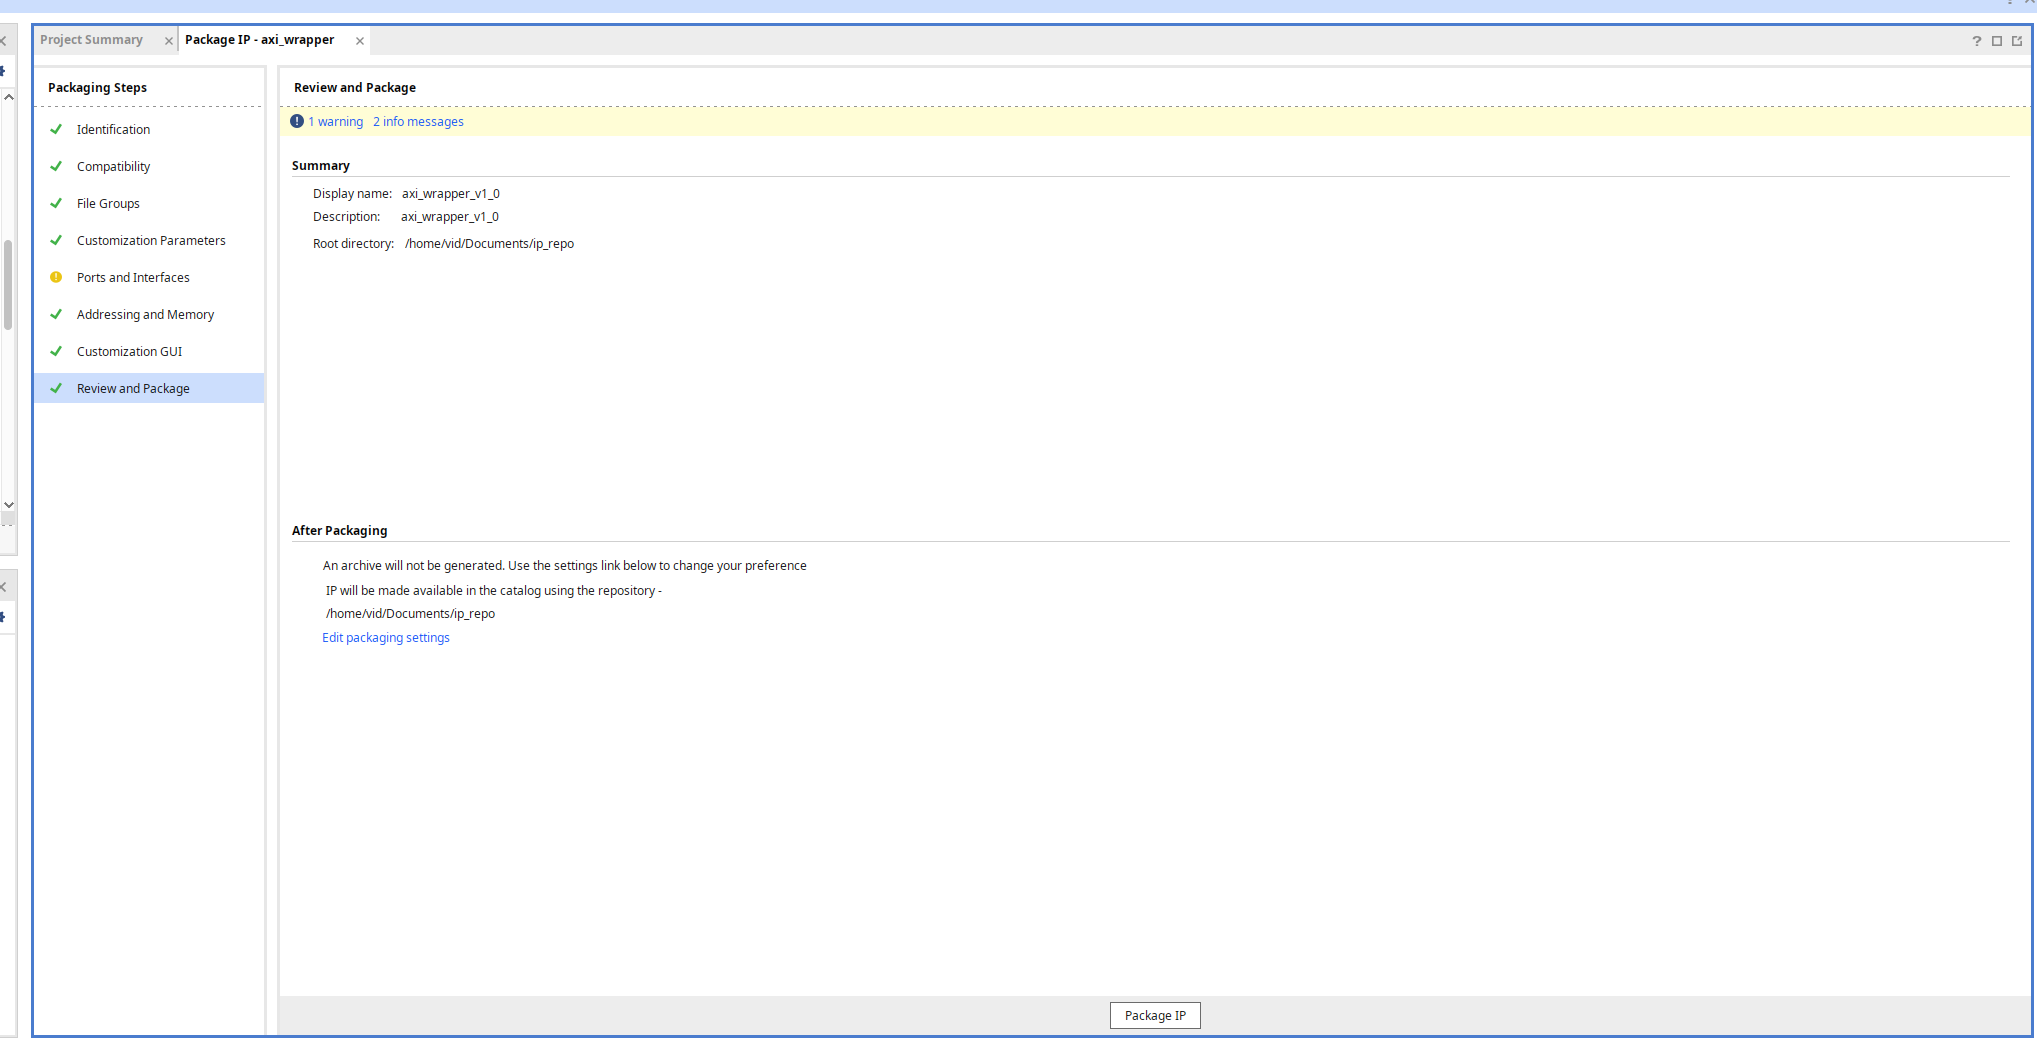 Project Summary
Package IP - axi_wrapper
Packaging Steps
Identification
Compatibility
File Groups
Customization Parameters
Ports and Interfaces
Addressing and Memory
Customization GUI
Review and Package
Review and Package
1 warning 2 info messages
Summary
Display name: axi_wrapper_v1_0
Description: axi_wrapper_v1_0
Root directory: /home/vid/Documents/ip_repo
After Packaging
An archive will not be generated. Use the settings link below to change your preference
IP will be made available in the catalog using the repository -
/home/vid/Documents/ip_repo
Edit packaging settings
Package IP